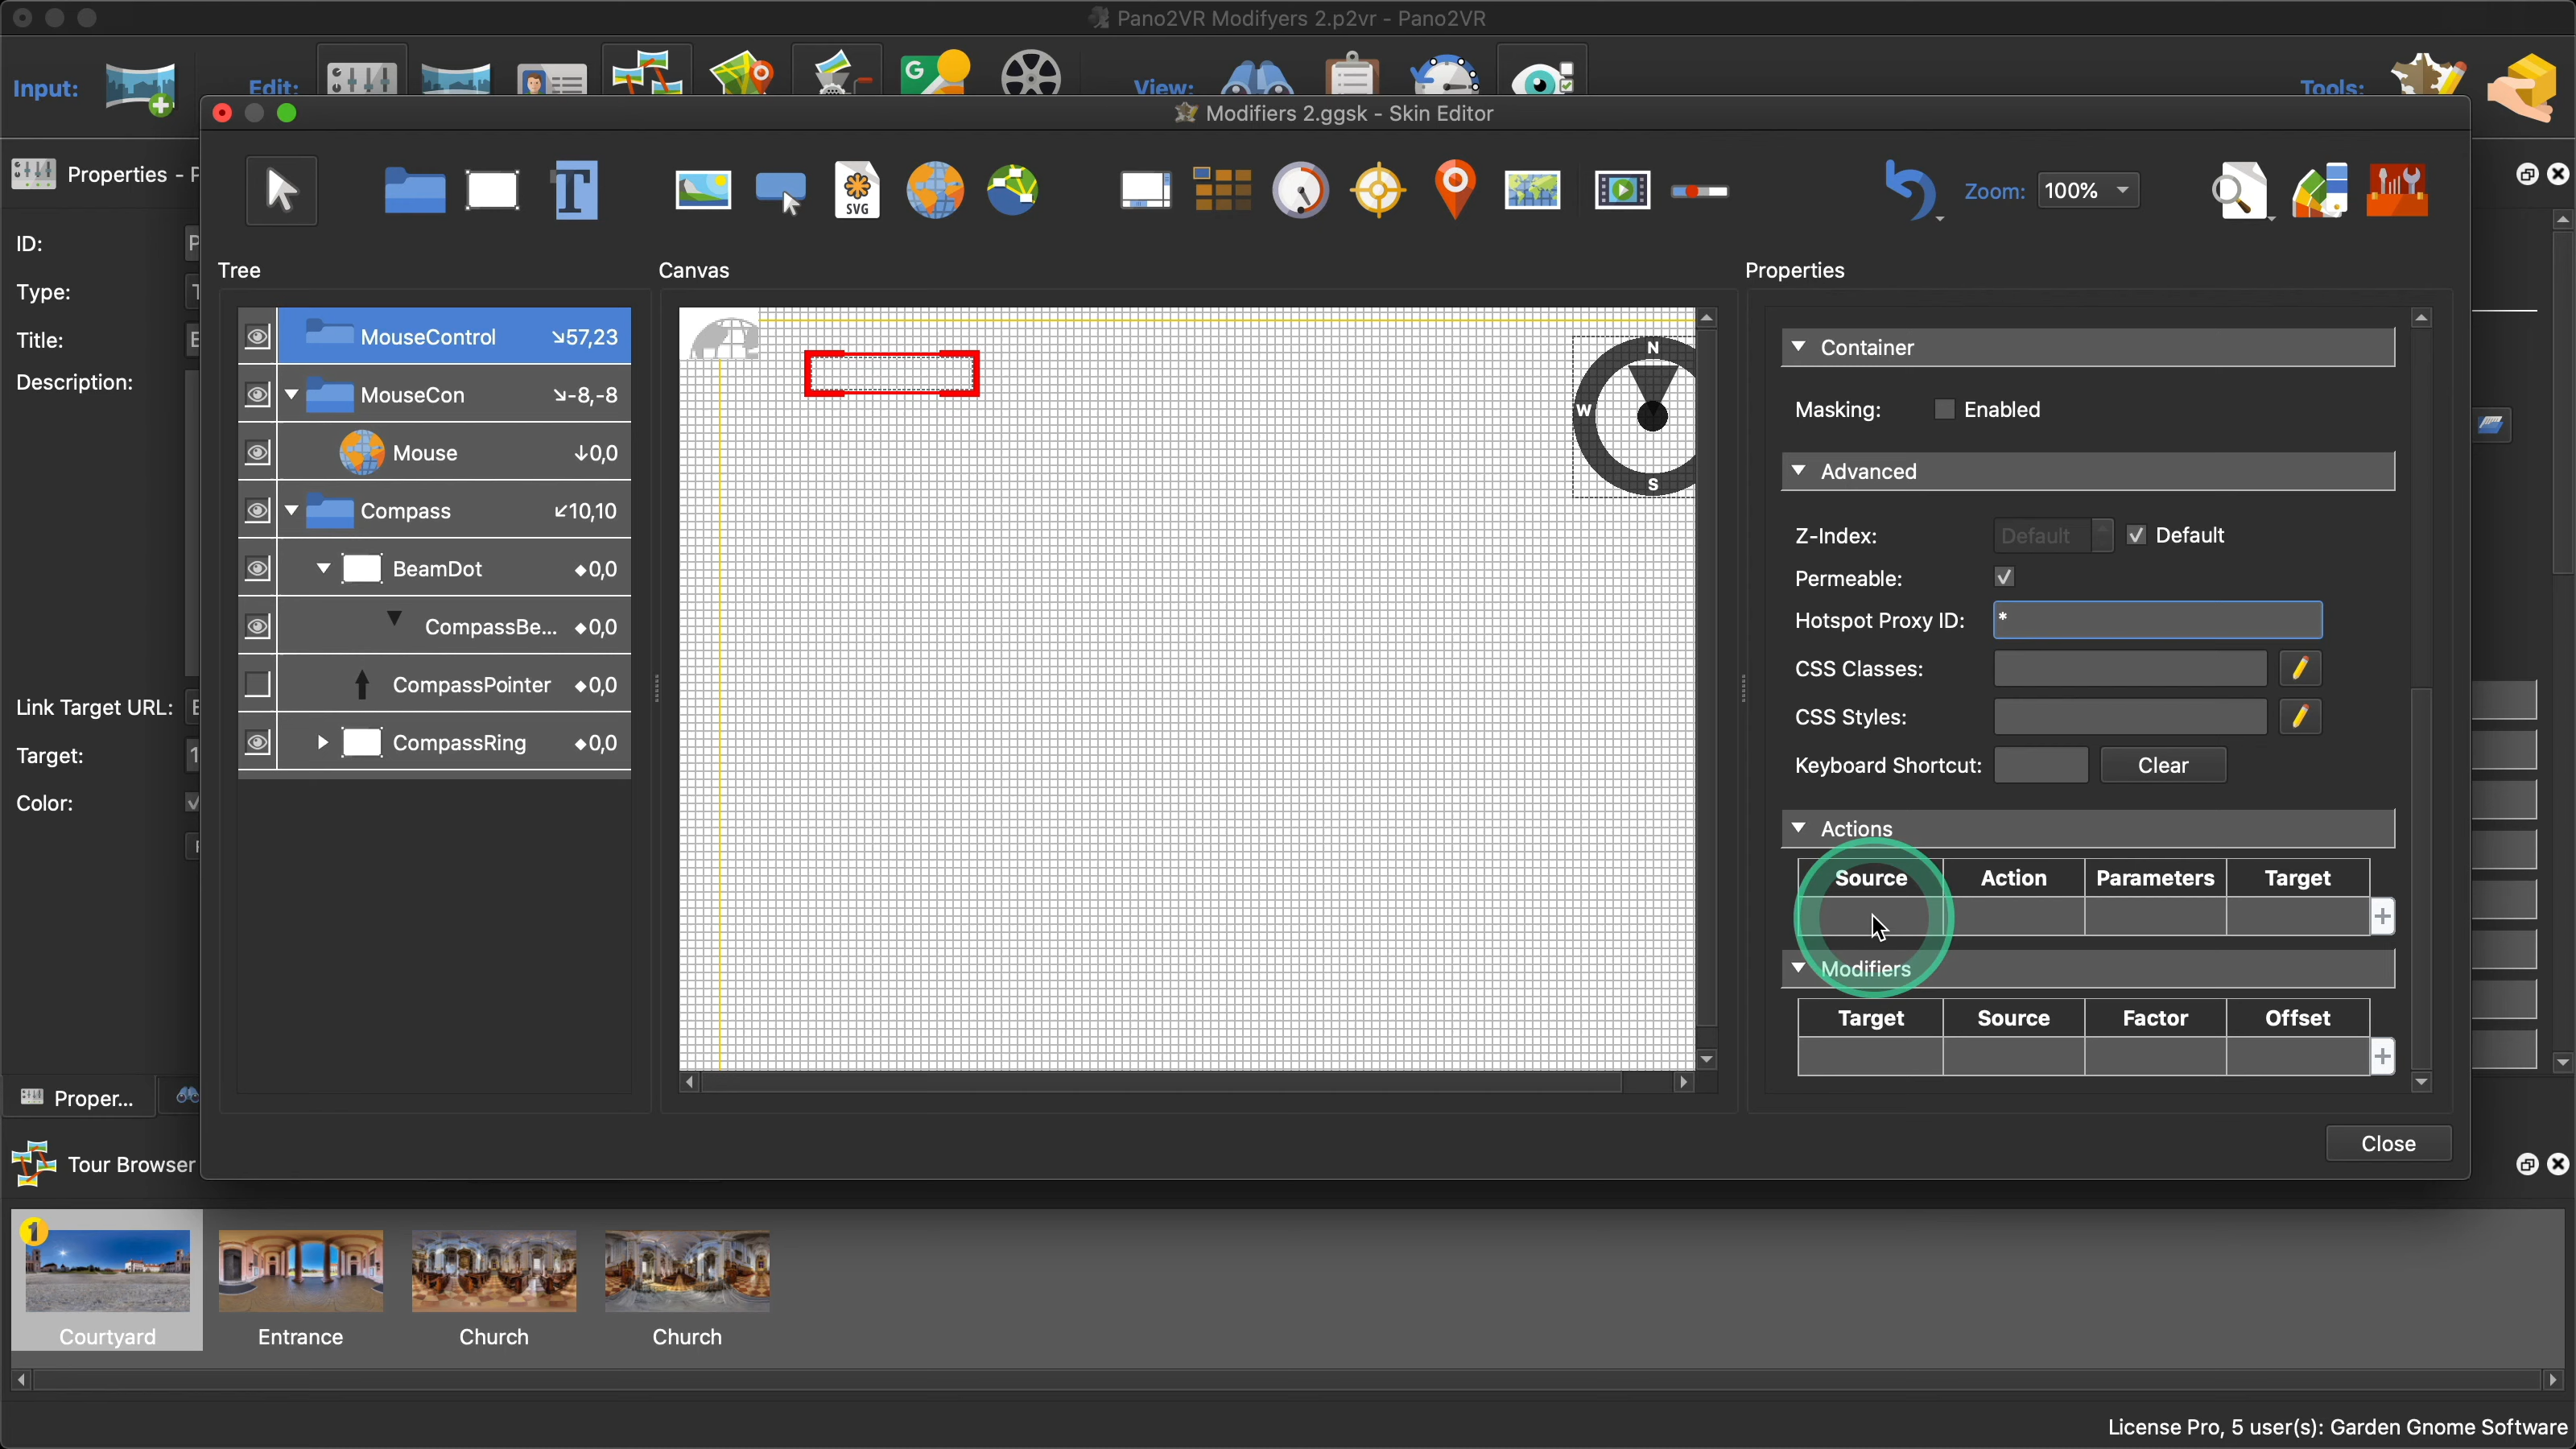 Pano2VR Modifyers 2.p2vr - Pano2VR
Input:
Edit:
View:
Tools:
Modifiers 2.ggsk - Skin Editor
Properties - P
T
SVG
Zoom:
100%
Tree
Canvas
Properties
ID:
Type:
Title:
Description:
Link Target URL:
Target:
Color:
MouseControl
↘57,23
MouseCon
↘-8,-8
Mouse
↓0,0
Compass
↙10,10
BeamDot
◆0,0
CompassBe...
◆0,0
CompassPointer
◆0,0
CompassRing
◆0,0
N
W
S
Container
Masking:
Enabled
Advanced
Z-Index:
Default
Default
Permeable:
Hotspot Proxy ID:
*
CSS Classes:
CSS Styles:
Keyboard Shortcut:
Clear
Actions
Source
Action
Parameters
Target
Modifiers
Target
Source
Factor
Offset
Close
Proper...
Tour Browser
1
Courtyard
Entrance
Church
Church
License Pro, 5 user(s): Garden Gnome Software